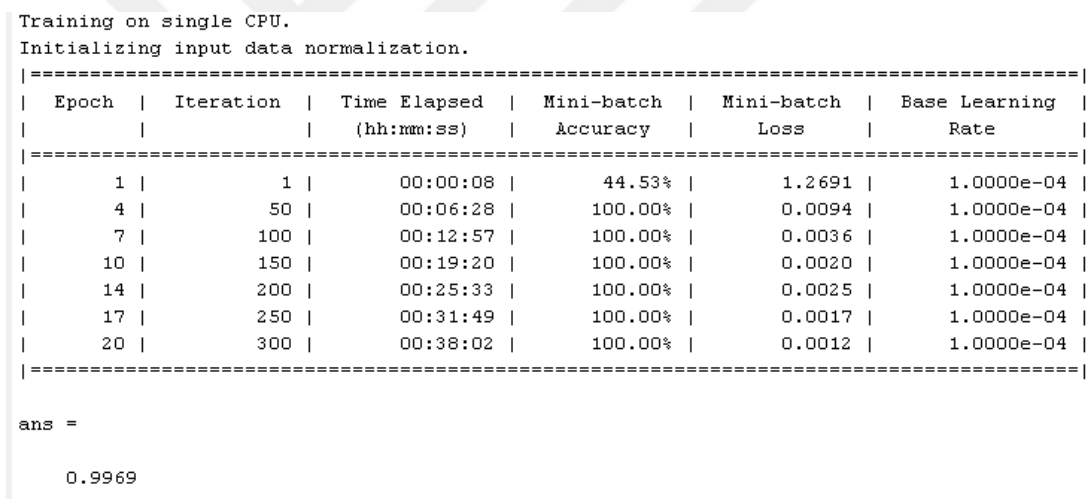 Training on single CPU.
Initializing input data normalization.
|========================================================================================|
|  Epoch  |  Iteration  |  Time Elapsed  |  Mini-batch  |  Mini-batch  |  Base Learning  |
|         |             |   (hh:mm:ss)   |   Accuracy   |     Loss     |      Rate       |
|========================================================================================|
|       1 |           1 |       00:00:08 |       44.53% |       1.2691 |      1.0000e-04 |
|       4 |          50 |       00:06:28 |      100.00% |       0.0094 |      1.0000e-04 |
|       7 |         100 |       00:12:57 |      100.00% |       0.0036 |      1.0000e-04 |
|      10 |         150 |       00:19:20 |      100.00% |       0.0020 |      1.0000e-04 |
|      14 |         200 |       00:25:33 |      100.00% |       0.0025 |      1.0000e-04 |
|      17 |         250 |       00:31:49 |      100.00% |       0.0017 |      1.0000e-04 |
|      20 |         300 |       00:38:02 |      100.00% |       0.0012 |      1.0000e-04 |
|========================================================================================|
ans =
0.9969